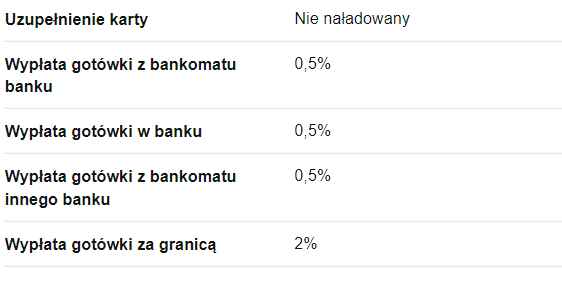 Uzupełnienie karty Nie naładowany
Wypłata gotówki z bankomatu 0,5%
banku
Wypłata gotówki w banku 0,5%
Wypłata gotówki z bankomatu 0,5%
innego banku
Wypłata gotówki za granicą 2%